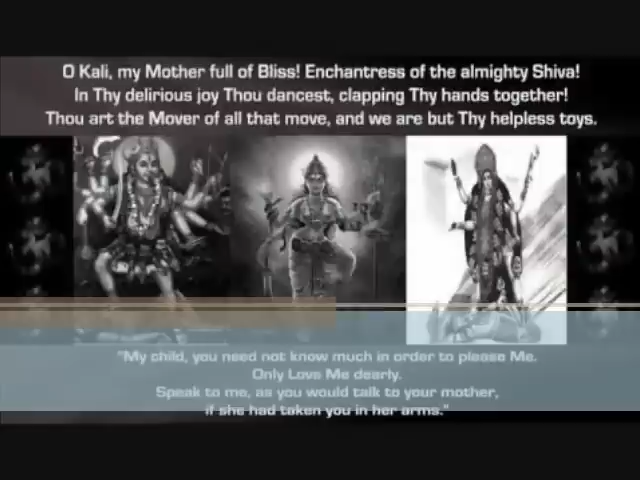 O Kali, my Mother full of Bliss! Enchantress of the almighty Shiva!
In Thy delirious joy Thou dancest, clapping Thy hands together!
Thou art the Mover of all that move, and we are but Thy helpless toys.
"My child, you need not know much in order to please Me.
Only Love Me dearly.
Speak to me, as you would talk to your mother,
if she had taken you in her arms."